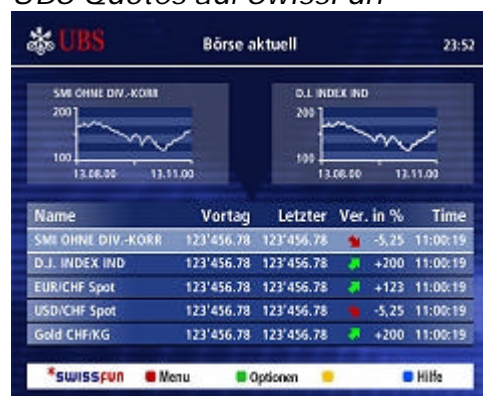 UBS Quotes auf SwissFun
UBS Börse aktuell 23:52
SMI OHNE DIV.-KORR D.J. INDEX IND
200 200
100 100
13.08.00 13.11.00 13.08.00 13.11.00
Name Vortag Letzter Ver. in % Time
SMI OHNE DIV.-KORR 123'456.78 123'456.78 -5,25 11:00:19
D.J. INDEX IND 123'456.78 123'456.78 +200 11:00:19
EUR/CHF Spot 123'456.78 123'456.78 +123 11:00:19
USD/CHF Spot 123'456.78 123'456.78 -5,25 11:00:19
Gold CHF/KG 123'456.78 123'456.78 +200 11:00:19
*swissfun Menu Optionen Hilfe